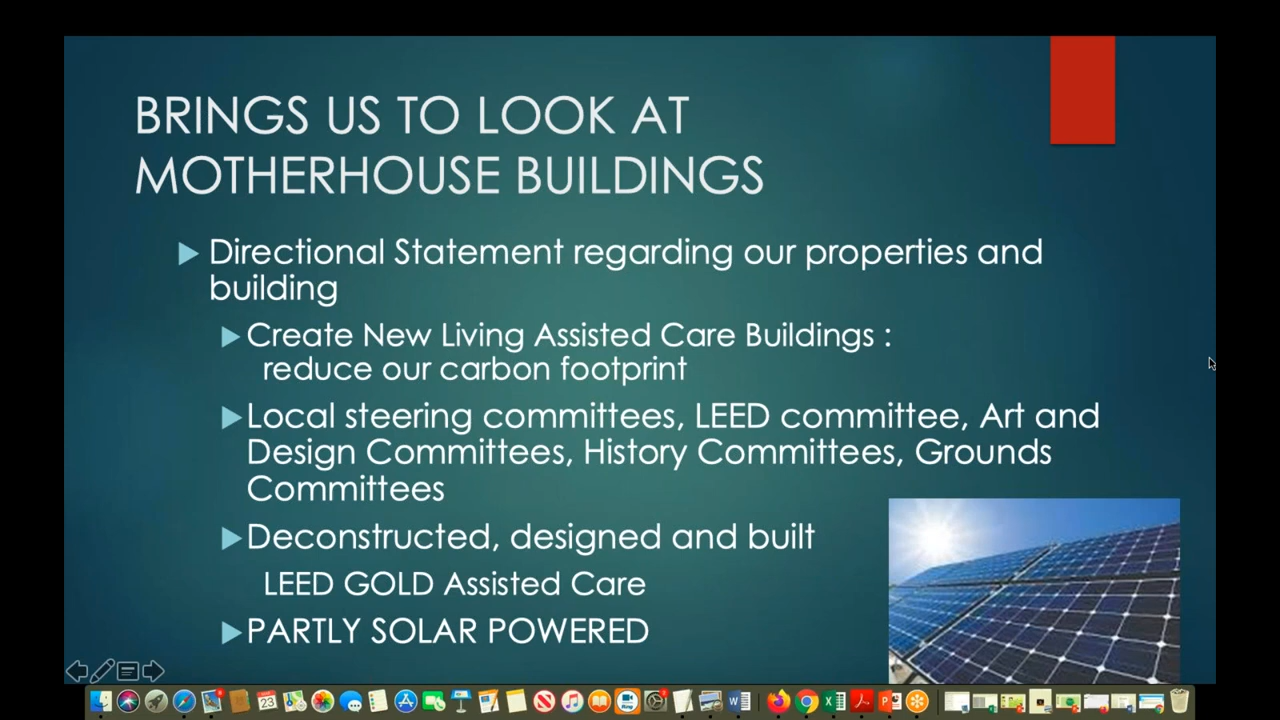 BRINGS US TO LOOK AT
MOTHERHOUSE BUILDINGS
Directional Statement regarding our properties and
building
Create New Living Assisted Care Buildings :
reduce our carbon footprint
Local steering committees, LEED committee, Art and
Design Committees, History Committees, Grounds
Committees
Deconstructed, designed and built
LEED GOLD Assisted Care
PARTLY SOLAR POWERED
23